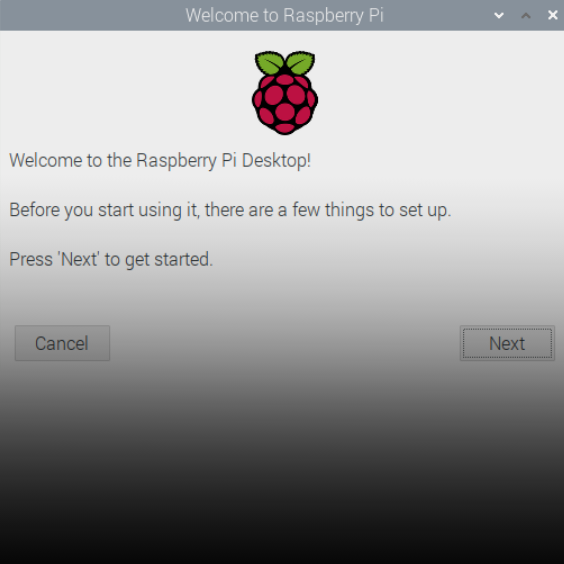 Welcome to Raspberry Pi
Welcome to the Raspberry Pi Desktop!
Before you start using it, there are a few things to set up.
Press 'Next' to get started.
Cancel
Next